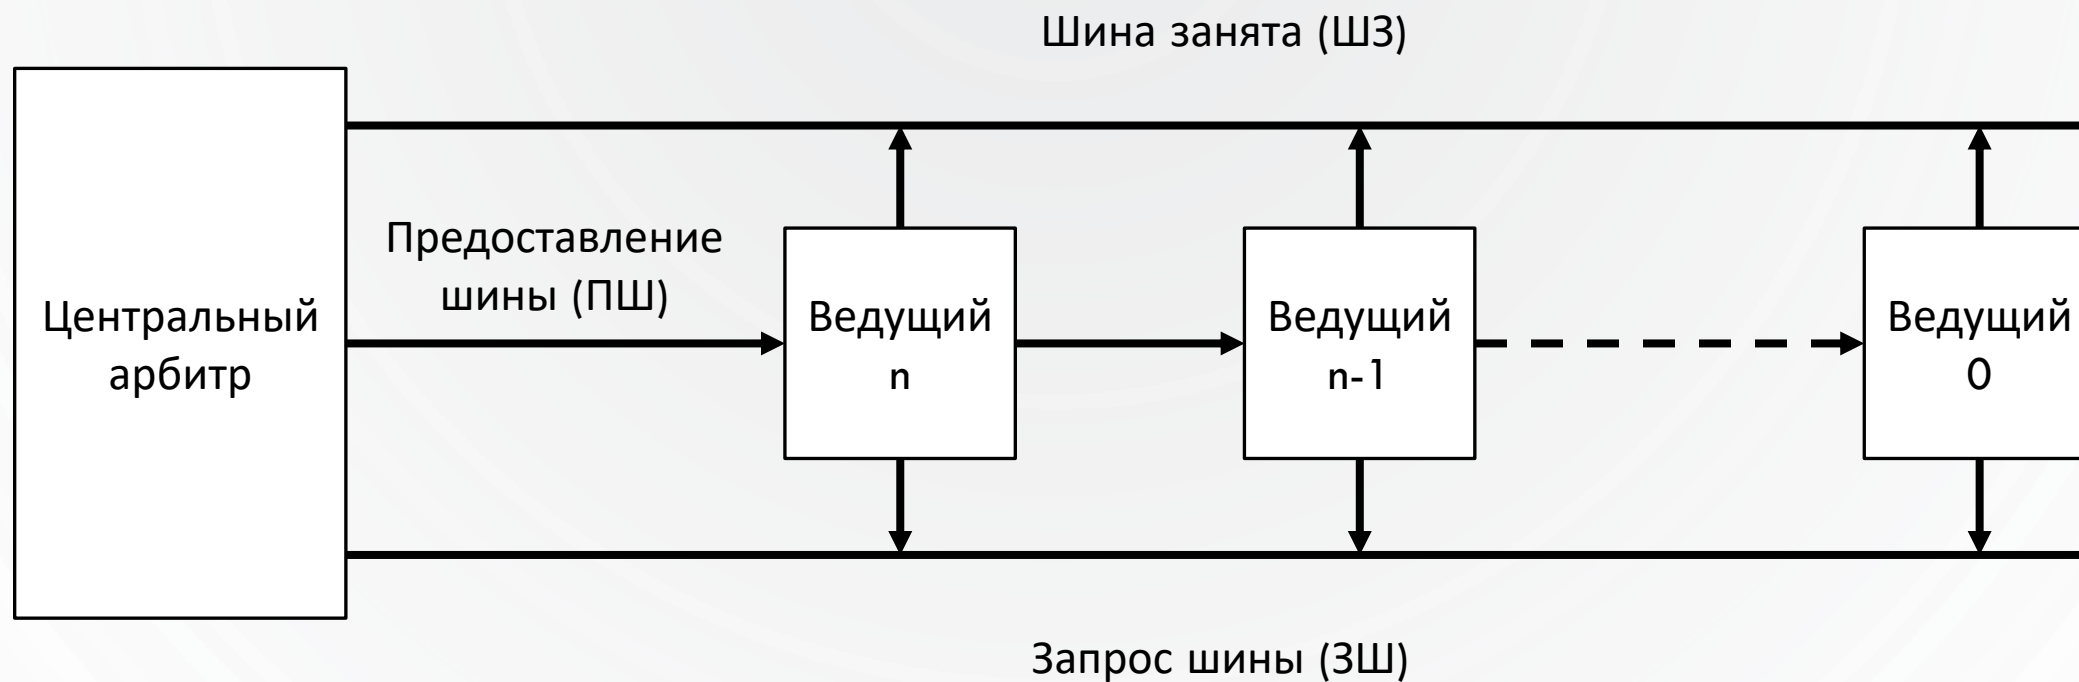 Шина занята (ШЗ)
Предоставление
шины (ПШ)
Центральный
арбитр
Ведущий
n
Ведущий
n-1
Ведущий
0
Запрос шины (ЗШ)